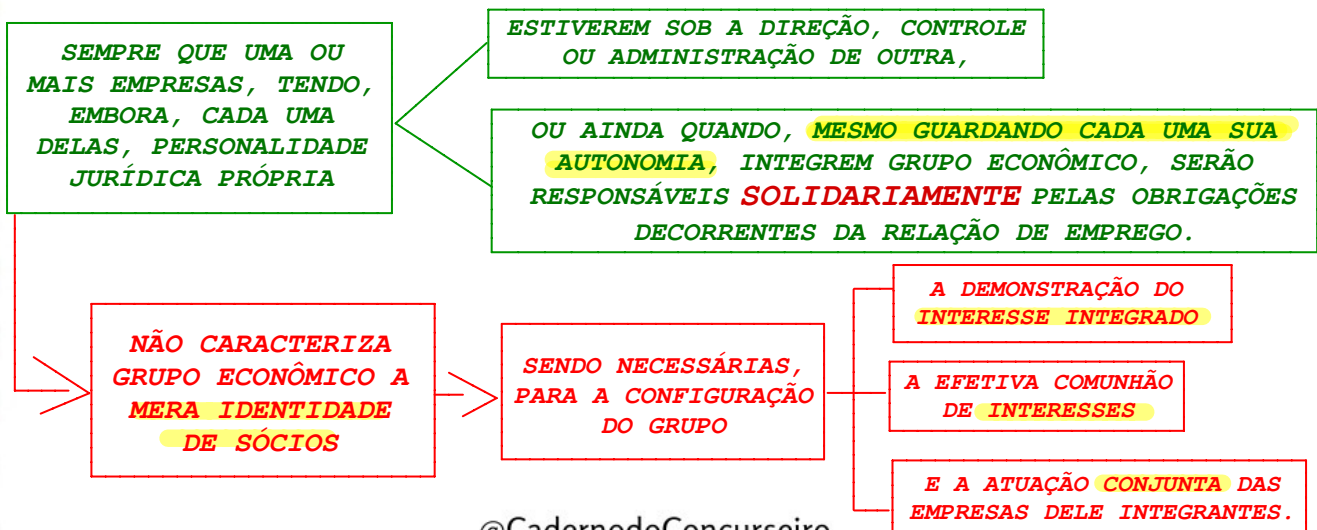 SEMPRE QUE UMA OU
MAIS EMPRESAS, TENDO,
EMBORA, CADA UMA
DELAS, PERSONALIDADE
JURÍDICA PRÓPRIA
ESTIVEREM SOB A DIREÇÃO, CONTROLE
OU ADMINISTRAÇÃO DE OUTRA,
OU AINDA QUANDO, MESMO GUARDANDO CADA UMA SUA
AUTONOMIA, INTEGREM GRUPO ECONÔMICO, SERÃO
RESPONSÁVEIS SOLIDARIAMENTE PELAS OBRIGAÇÕES
DECORRENTES DA RELAÇÃO DE EMPREGO.
NÃO CARACTERIZA
GRUPO ECONÔMICO A
MERA IDENTIDADE
DE SÓCIOS
SENDO NECESSÁRIAS,
PARA A CONFIGURAÇÃO
DO GRUPO
A DEMONSTRAÇÃO DO
INTERESSE INTEGRADO
A EFETIVA COMUNHÃO
DE INTERESSES
E A ATUAÇÃO CONJUNTA DAS
EMPRESAS DELE INTEGRANTES.
@CadernodoConcurseiro